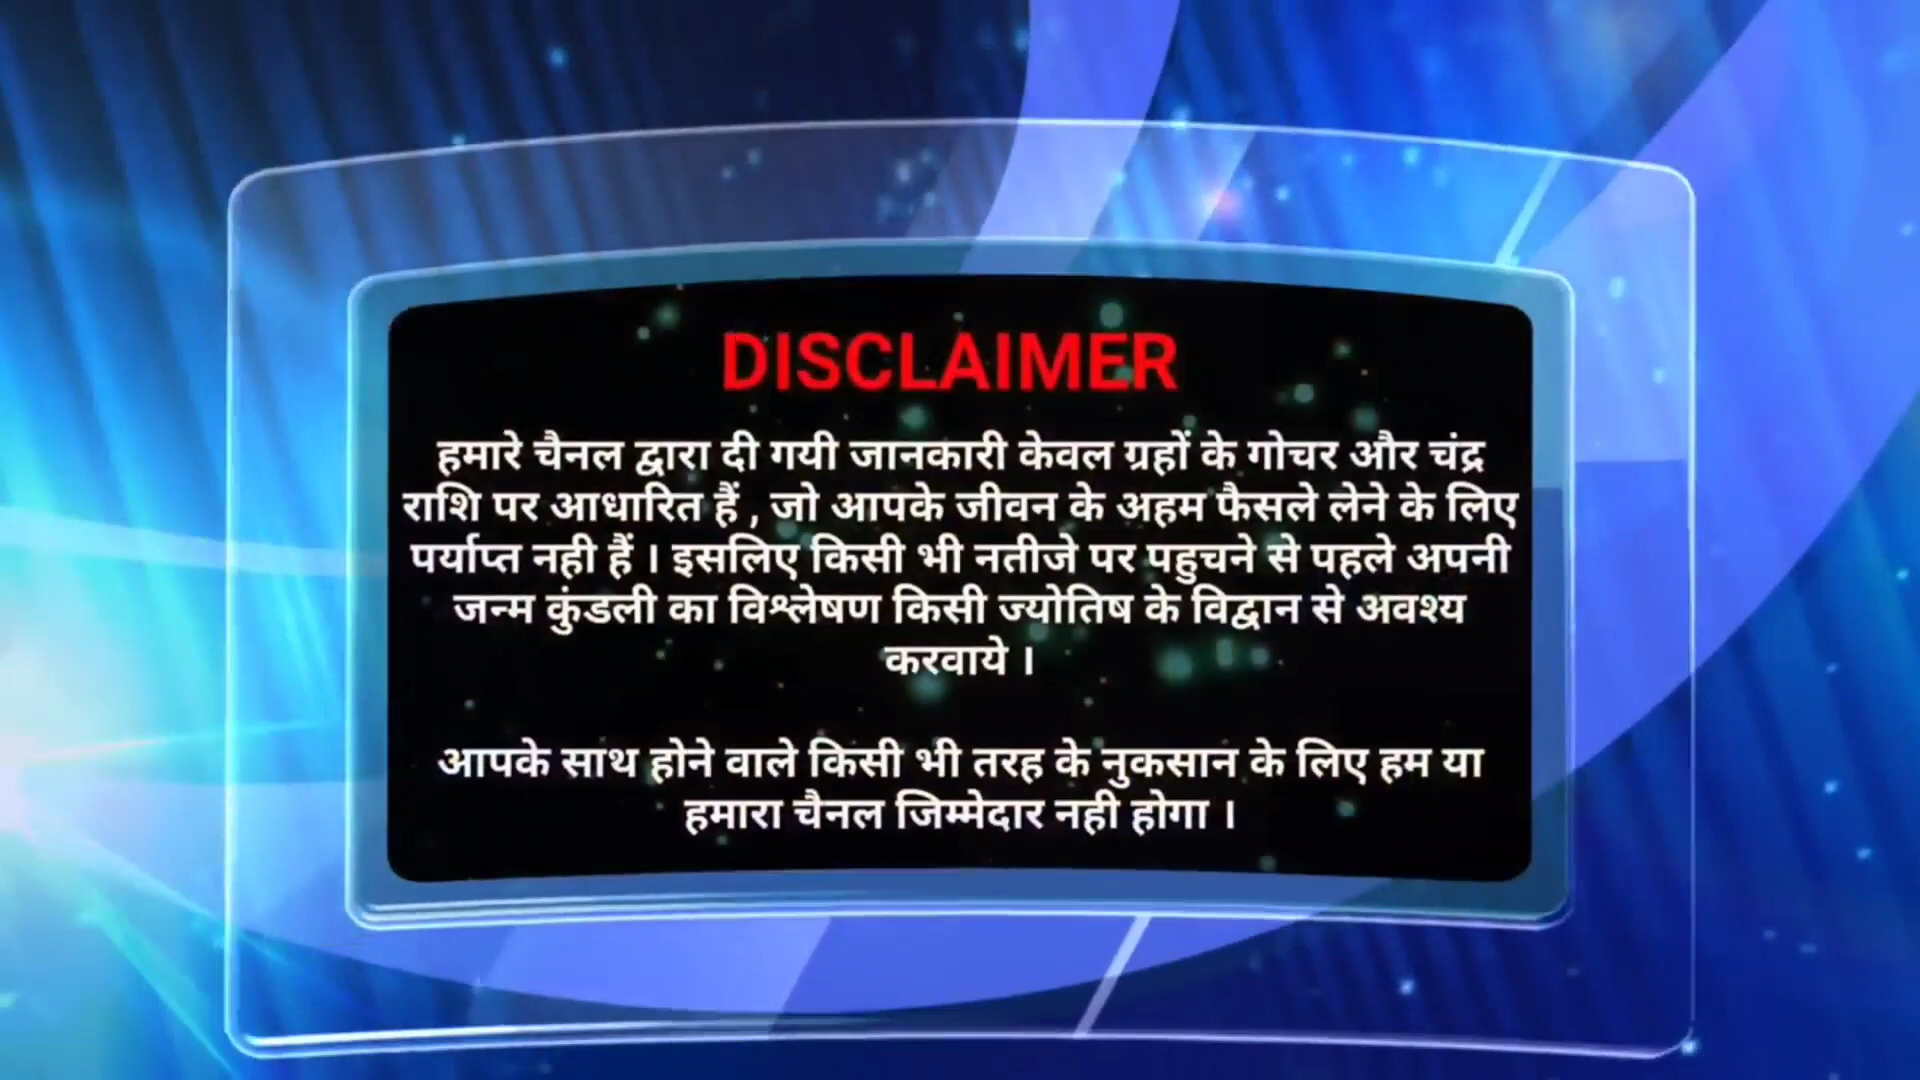 DISCLAIMER
हमारे चैनल द्वारा दी गयी जानकारी केवल ग्रहों के गोचर और चंद्र
राशि पर आधारित हैं , जो आपके जीवन के अहम फैसले लेने के लिए
पर्याप्त नही हैं । इसलिए किसी भी नतीजे पर पहुचने से पहले अपनी
जन्म कुंडली का विश्लेषण किसी ज्योतिष के विद्वान से अवश्य
करवाये ।
आपके साथ होने वाले किसी भी तरह के नुकसान के लिए हम या
हमारा चैनल जिम्मेदार नही होगा ।